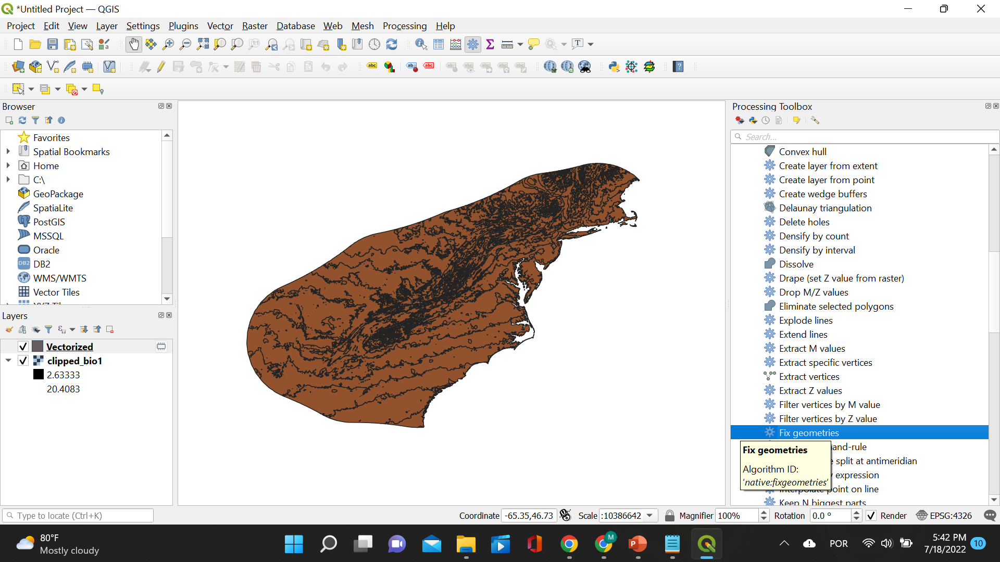 *Untitled Project — QGIS
Project Edit View Layer Settings Plugins Vector Raster Database Web Mesh Processing Help
Browser
Favorites
Spatial Bookmarks
Home
C:\
GeoPackage
SpatiaLite
PostGIS
MSSQL
Oracle
DB2
WMS/WMTS
Vector Tiles
Layers
Vectorized
clipped_bio1
2.63333
20.4083
Processing Toolbox
Search...
Convex hull
Create layer from extent
Create layer from point
Create wedge buffers
Delaunay triangulation
Delete holes
Densify by count
Densify by interval
Dissolve
Drape (set Z value from raster)
Drop M/Z values
Eliminate selected polygons
Explode lines
Extend lines
Extract M values
Extract specific vertices
Extract vertices
Extract Z values
Filter vertices by M value
Filter vertices by Z value
Fix geometries
Fix geometries
and-rule
split at antimeridian
Algorithm ID:
expression
'native:fixgeometries'
Interpolate point on line
Keep N biggest parts
Type to locate (Ctrl+K)
Coordinate -65.35,46.73 Scale :10386642 Magnifier 100% Rotation 0.0 ° Render EPSG:4326
80°F
Mostly cloudy
POR
5:42 PM
7/18/2022
10